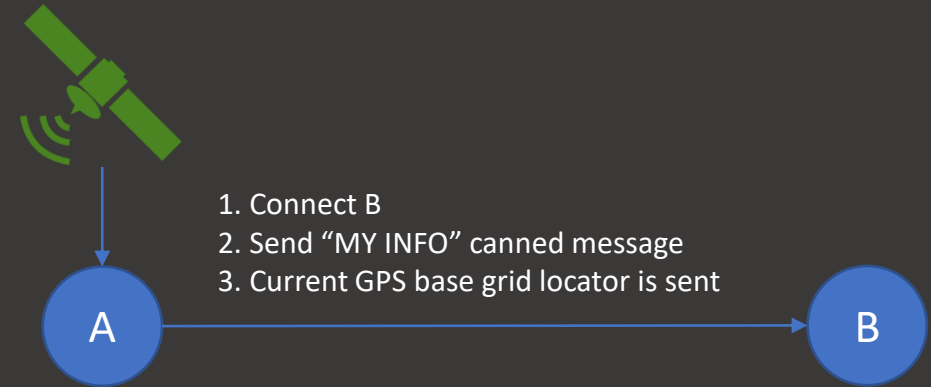 1. Connect B
2. Send “MY INFO” canned message
3. Current GPS base grid locator is sent
A
B